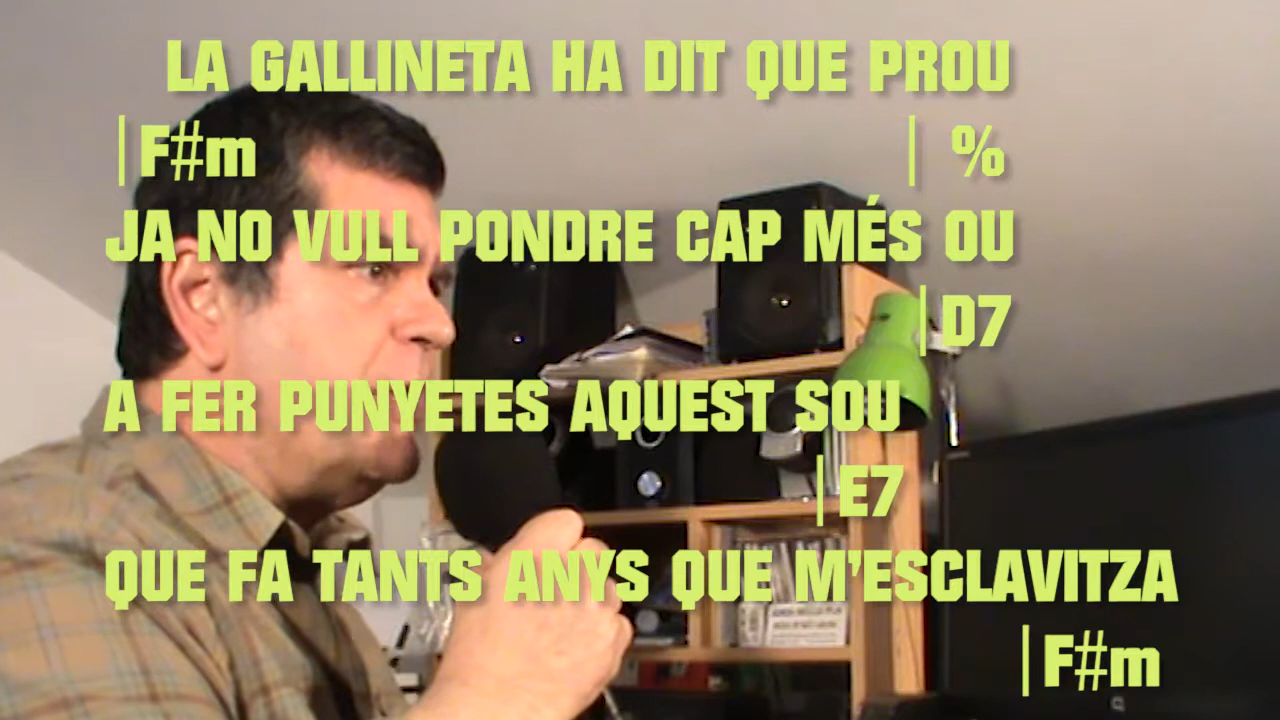 LA GALLINETA HA DIT QUE PROU
|F#m | %
JA NO VULL PONDRE CAP MÉS OU
|D7
A FER PUNYETES AQUEST SOU
|E7
QUE FA TANTS ANYS QUE M'ESCLAVITZA
|F#m